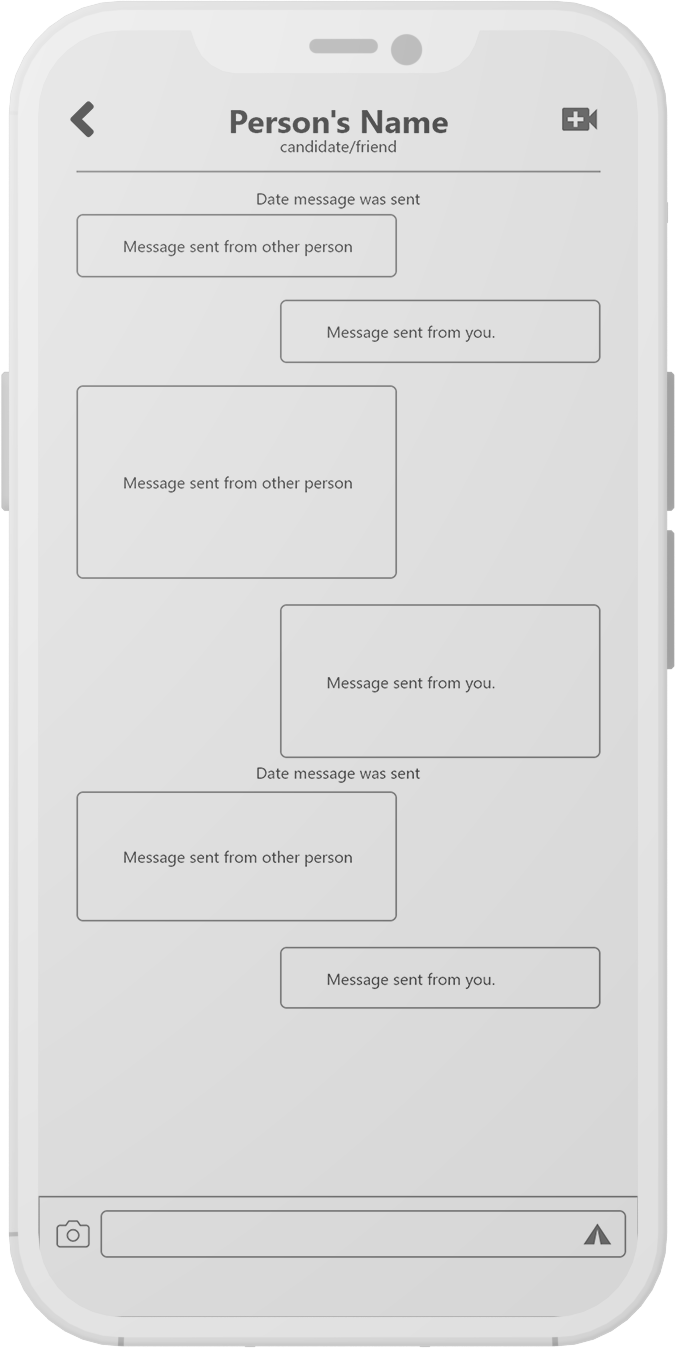 Person's Name
candidate/friend
Date message was sent
Message sent from other person
Message sent from you.
Message sent from other person
Message sent from you.
Date message was sent
Message sent from other person
Message sent from you.